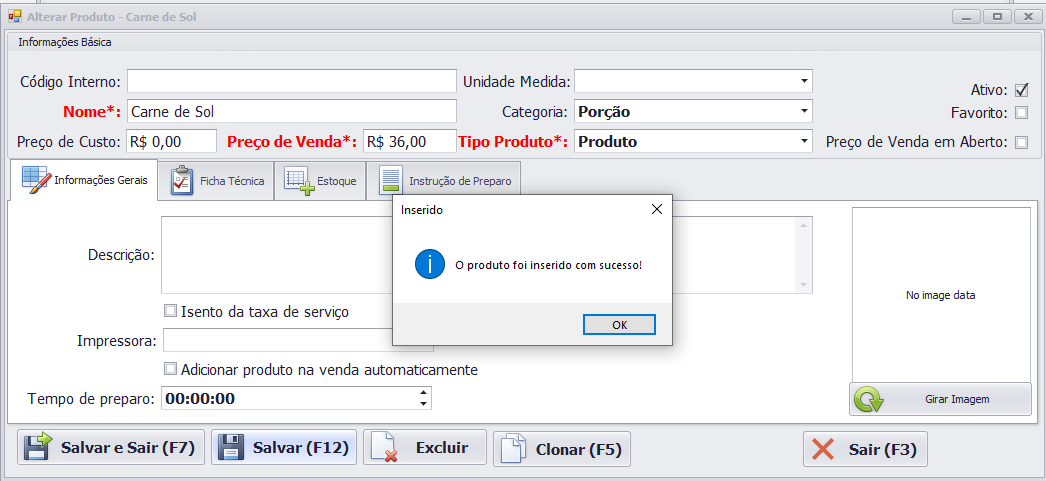 Alterar Produto - Carne de Sol
Informações Básica
Código Interno: Unidade Medida: Ativo:
Nome*: Carne de Sol Categoria: Porção Favorito:
Preço de Custo: R$ 0,00 Preço de Venda*: R$ 36,00 Tipo Produto*: Produto Preço de Venda em Aberto:
Informações Gerais Ficha Técnica Estoque Instrução de Preparo
Inserido
Descrição:
O produto foi inserido com sucesso!
OK
No image data
Isento da taxa de serviço
Impressora:
Adicionar produto na venda automaticamente
Tempo de preparo: 00:00:00
Girar Imagem
Salvar e Sair (F7) Salvar (F12) Excluir Clonar (F5) Sair (F3)